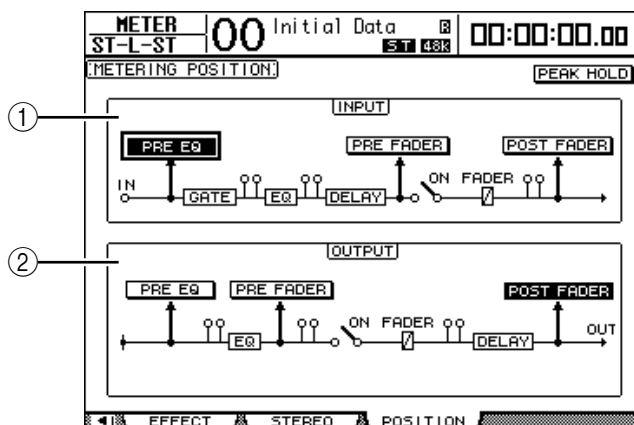 METER
ST-L-ST
00
Initial Data
R
ST 48k
00:00:00.00
METERING POSITION
PEAK HOLD
1
INPUT
PRE EQ
PRE FADER
POST FADER
IN
GATE
EQ
DELAY
ON
FADER
2
OUTPUT
PRE EQ
PRE FADER
POST FADER
EQ
ON
FADER
DELAY
OUT
EFFECT
STEREO
POSITION